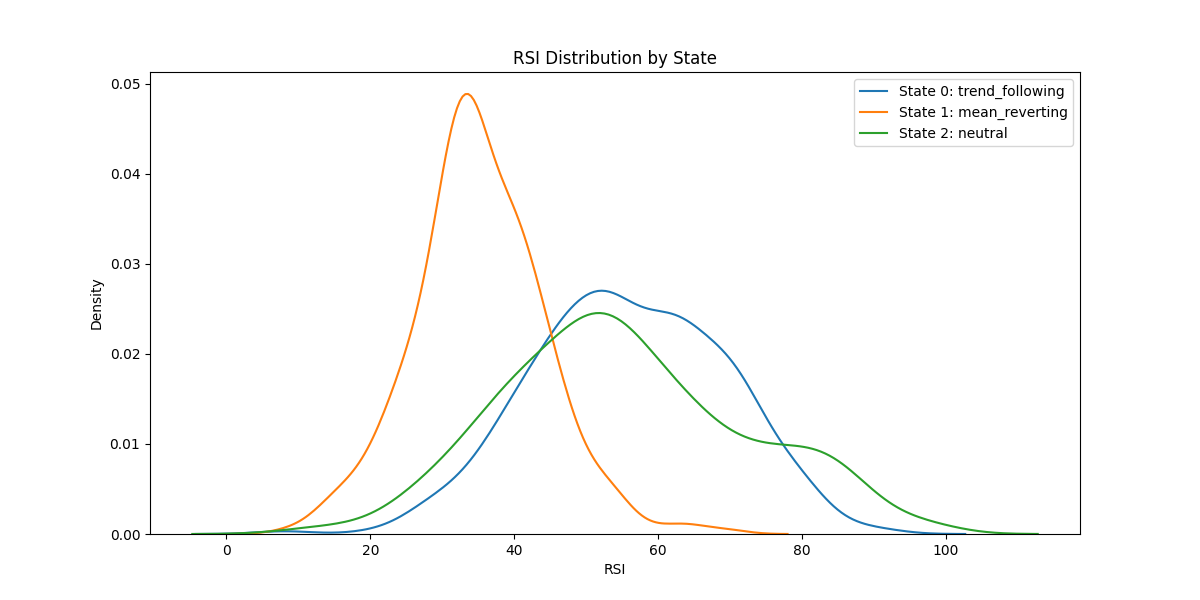 RSI Distribution by State
State 0: trend_following
State 1: mean_reverting
State 2: neutral
0.05
0.04
0.03
0.02
0.01
0.00
Density
0 20 40 60 80 100
RSI